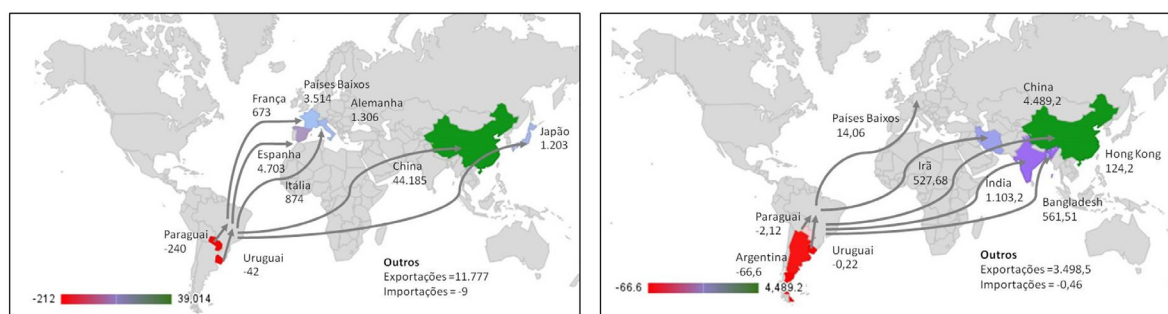 França
673
Países Baixos
3.514
Alemanha
1.306
Espanha
4.703
Itália
874
China
44.185
Japão
1.203
Paraguai
-240
Uruguai
-42
Outros
Exportações =11.777
Importações = -9
-212
39,014
Países Baixos
14,06
China
4.489,2
Irã
527,68
Hong Kong
124,2
India
1.103,2
Bangladesh
561,51
Paraguai
-2,12
Argentina
-66,6
Uruguai
-0,22
Outros
Exportações =3.498,5
Importações = -0,46
-66.6
4,489.2